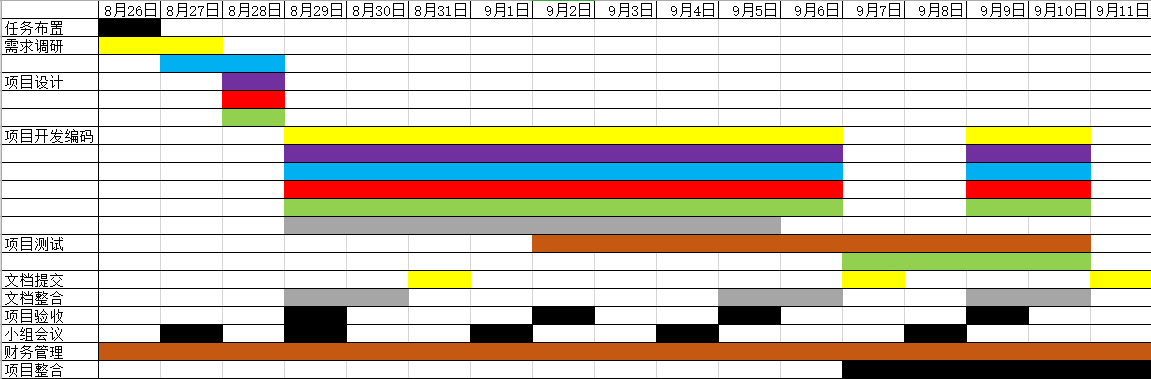 8月26日 8月27日 8月28日 8月29日 8月30日 8月31日 9月1日 9月2日 9月3日 9月4日 9月5日 9月6日 9月7日 9月8日 9月9日 9月10日 9月11日
任务布置
需求调研
项目设计
项目开发编码
项目测试
文档提交
文档整合
项目验收
小组会议
财务管理
项目整合